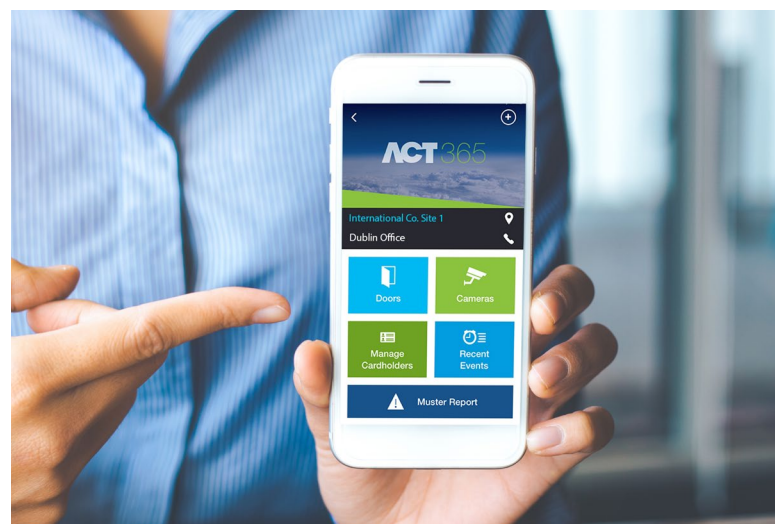 ACT365
International Co. Site 1
Dublin Office
Doors
Cameras
Manage
Cardholders
Recent
Events
Muster Report